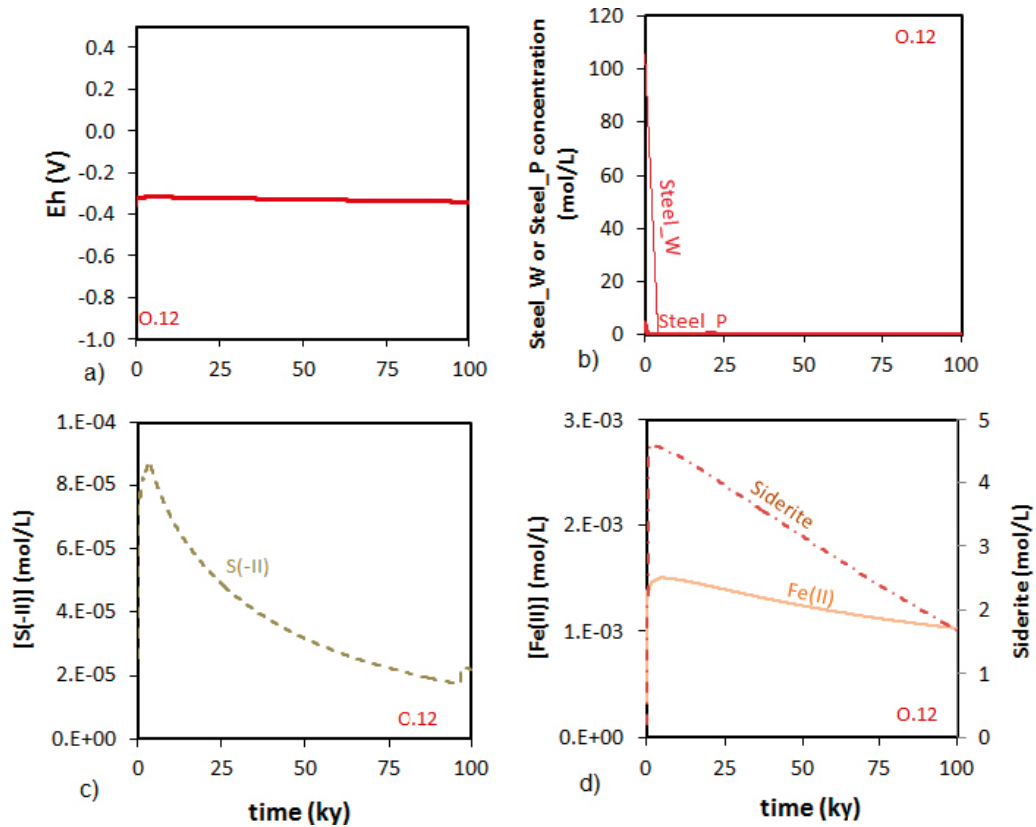 0.4
0.2
0.0
-0.2
-0.4
-0.6
-0.8
-1.0
Eh (V)
O.12
0 25 50 75 100
a)
120
100
80
60
40
20
0
Steel_W or Steel_P concentration
(mol/L)
O.12
Steel_W
Steel_P
0 25 50 75 100
b)
1.E-04
8.E-05
6.E-05
4.E-05
2.E-05
0.E+00
[S(-II)] (mol/L)
S(-II)
O.12
0 25 50 75 100
c)
time (ky)
3.E-03
2.E-03
1.E-03
0.E+00
[Fe(II)] (mol/L)
Siderite
Fe(II)
O.12
5
4
3
2
1
0
Siderite (mol/L)
0 25 50 75 100
d)
time (ky)